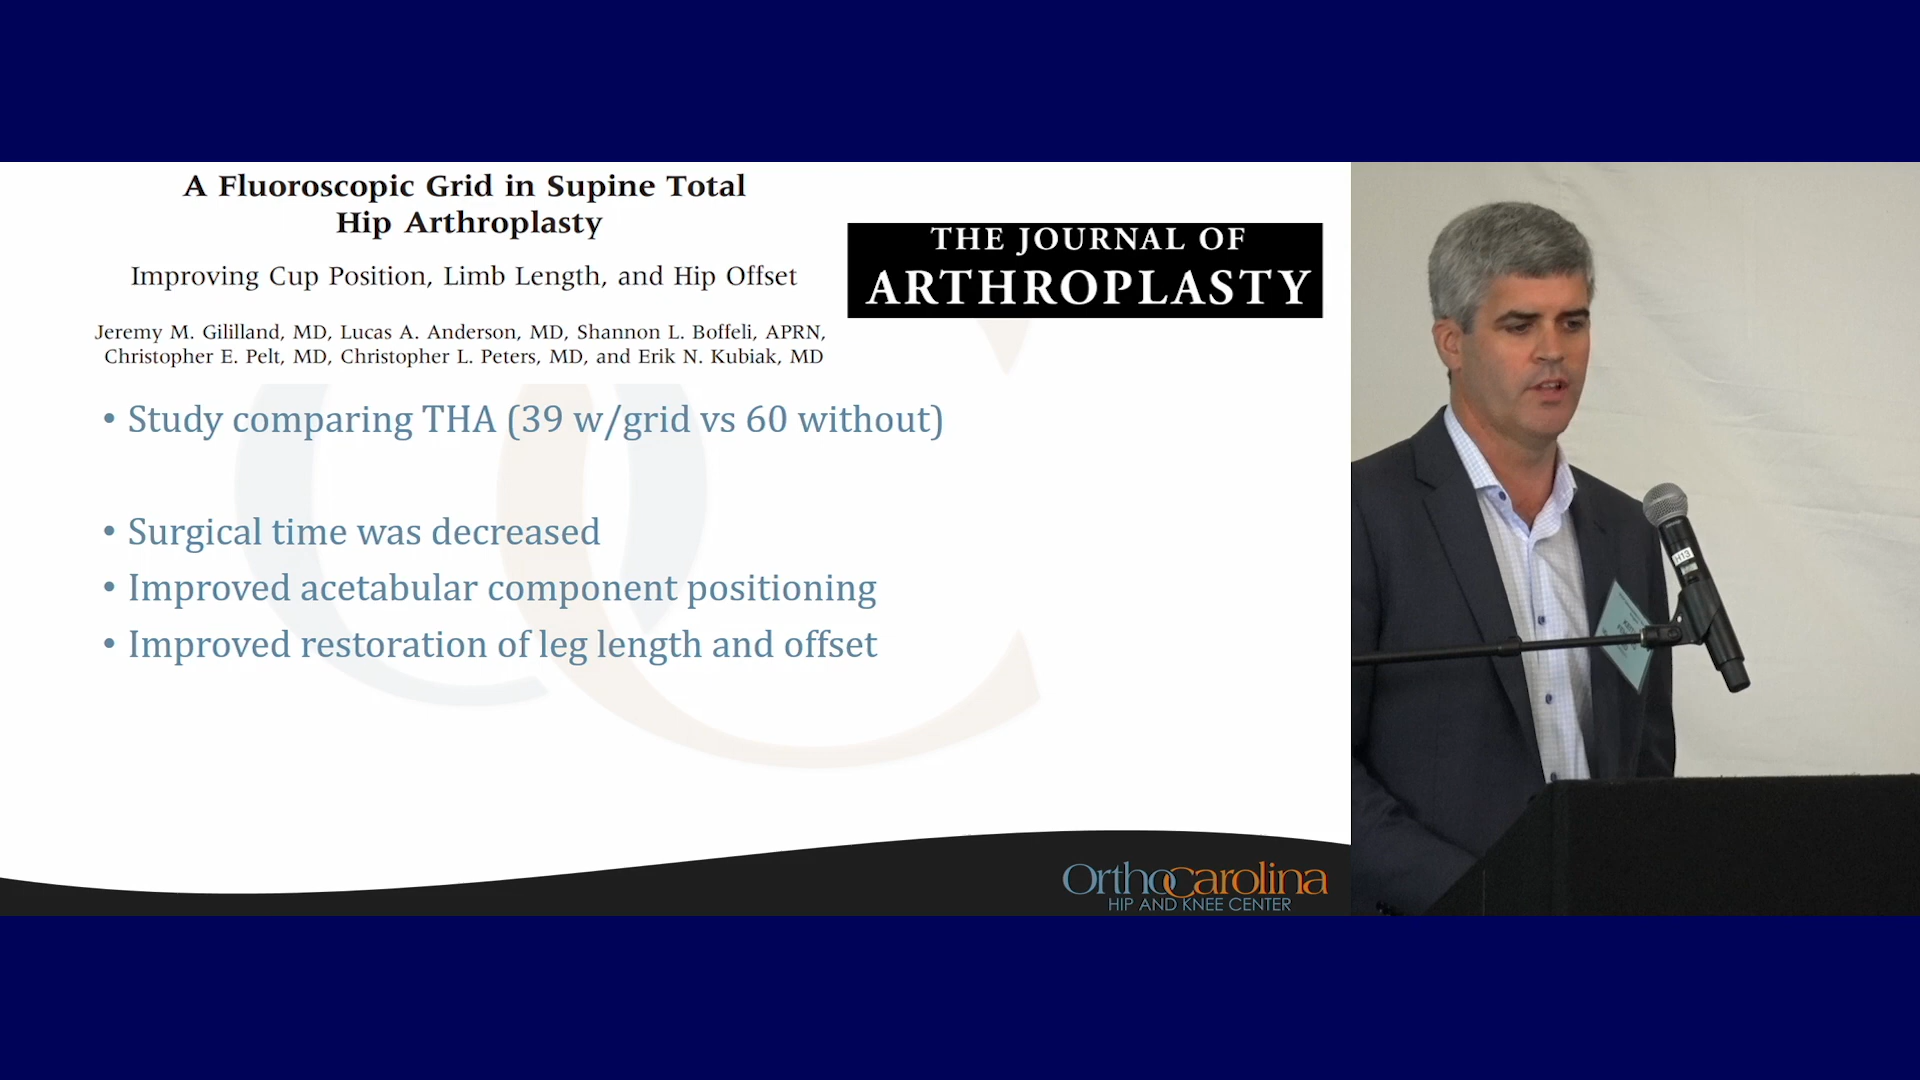 A Fluoroscopic Grid in Supine Total
Hip Arthroplasty
Improving Cup Position, Limb Length, and Hip Offset
Jeremy M. Gililland, MD, Lucas A. Anderson, MD, Shannon L. Boffeli, APRN,
Christopher E. Pelt, MD, Christopher L. Peters, MD, and Erik N. Kubiak, MD
THE JOURNAL OF
ARTHROPLASTY
• Study comparing THA (39 w/grid vs 60 without)
• Surgical time was decreased
• Improved acetabular component positioning
• Improved restoration of leg length and offset
OrthoCarolina
HIP AND KNEE CENTER